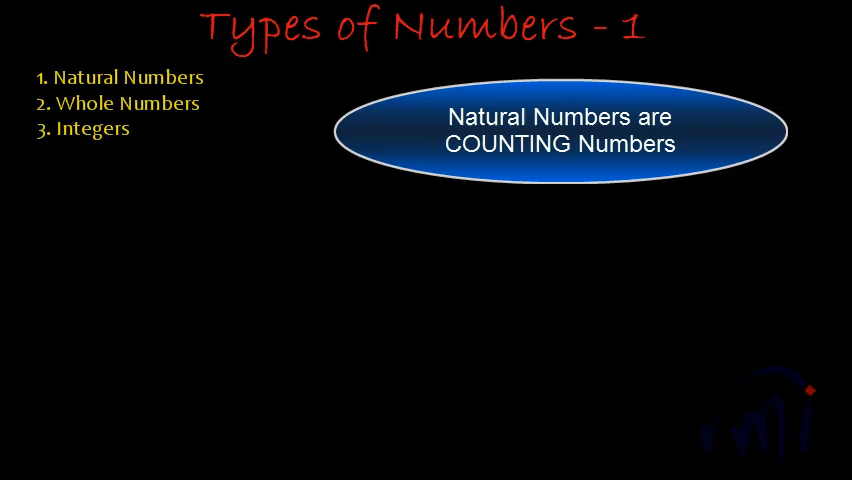 Types of Numbers - 1
1. Natural Numbers
2. Whole Numbers
3. Integers
Natural Numbers are
COUNTING Numbers